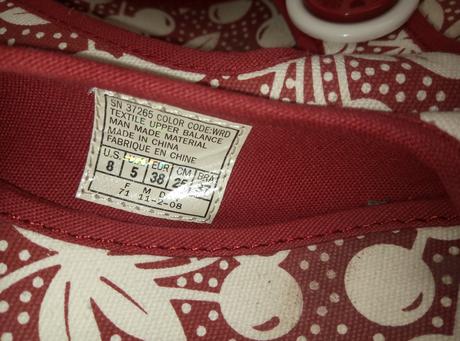 SN 37265 COLOR CODE:WRD
TEXTILE UPPER BALANCE
MAN MADE MATERIAL
MADE IN CHINA
FABRIQUE EN CHINE
U.S. EUR CM BRA
8 5 38 25 37
F M D
71 11-2-08